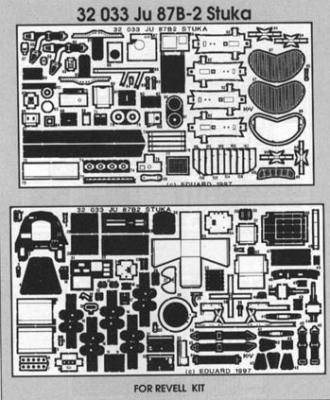 32 033 Ju 87B-2 Stuka
32 033 JU 87B2 STUKA
(c) EDUARD 1997
32 033 JU 87B2 STUKA
(c) EDUARD 1997
FOR REVELL KIT